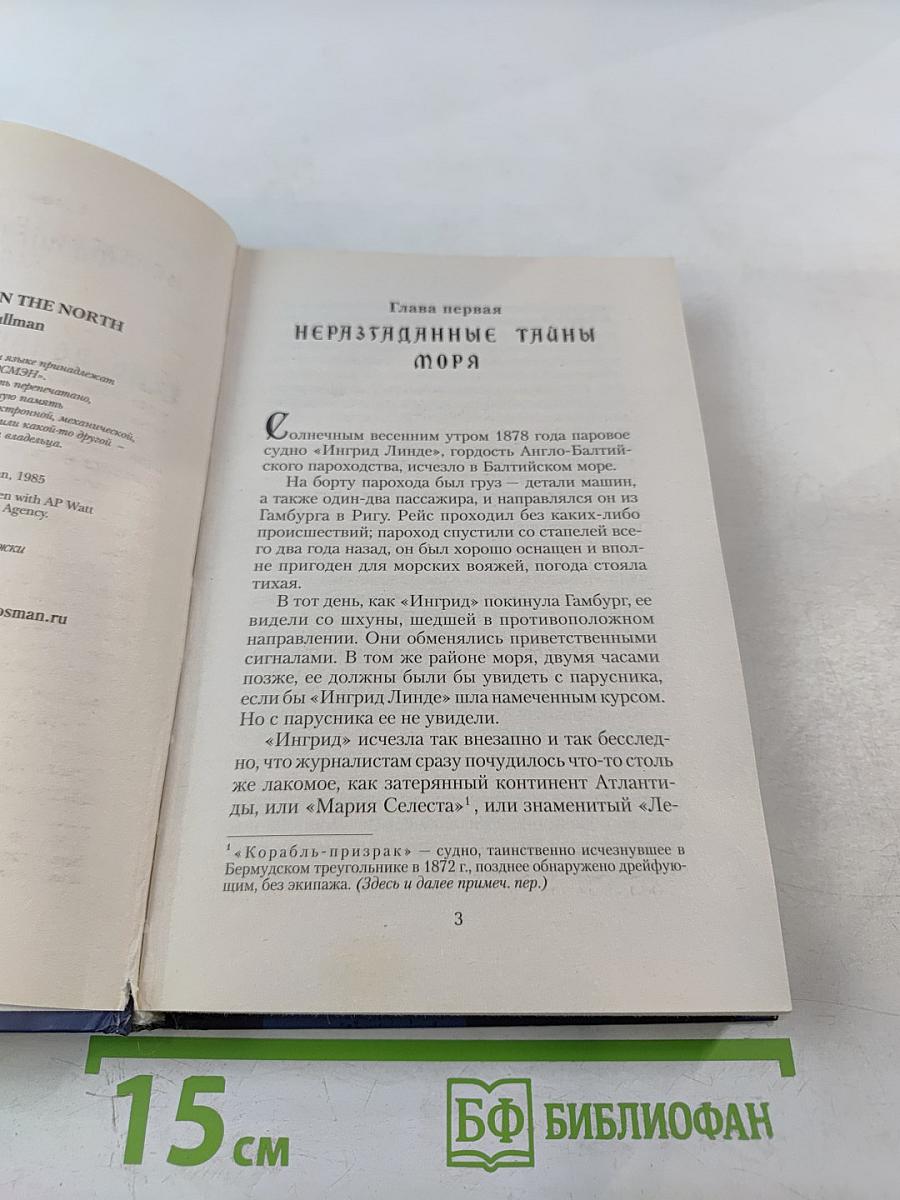 N THE NORTH
ullman
языке принадлежат
ОСМЭН».
ть перепечатано,
ную память
ктронной, механической,
или какой-то другой —
владельца.
an, 1985
en with AP Watt
Agency.
osman.ru
Глава первая
НЕРАЗГАДАННЫЕ ТАЙНЫ
МОРЯ
Солнечным весенним утром 1878 года паровое
судно «Ингрид Линде», гордость Англо-Балтий-
ского пароходства, исчезло в Балтийском море.
На борту парохода был груз — детали машин,
а также один-два пассажира, и направлялся он из
Гамбурга в Ригу. Рейс проходил без каких-либо
происшествий; пароход спустили со стапелей все-
го два года назад, он был хорошо оснащен и впол-
не пригоден для морских вояжей, погода стояла
тихая.
В тот день, как «Ингрид» покинула Гамбург, ее
видели со шхуны, шедшей в противоположном
направлении. Они обменялись приветственными
сигналами. В том же районе моря, двумя часами
позже, ее должны были бы увидеть с парусника,
если бы «Ингрид Линде» шла намеченным курсом.
Но с парусника ее не увидели.
«Ингрид» исчезла так внезапно и так бесслед-
но, что журналистам сразу почудилось что-то столь
же лакомое, как затерянный континент Атланти-
ды, или «Мария Селеста»¹, или знаменитый «Ле-
¹ «Корабль-призрак» — судно, таинственно исчезнувшее в
Бермудском треугольнике в 1872 г., позднее обнаружено дрейфую-
щим, без экипажа. (Здесь и далее примеч. пер.)
3
15 см
БФ БИБЛИОФАН